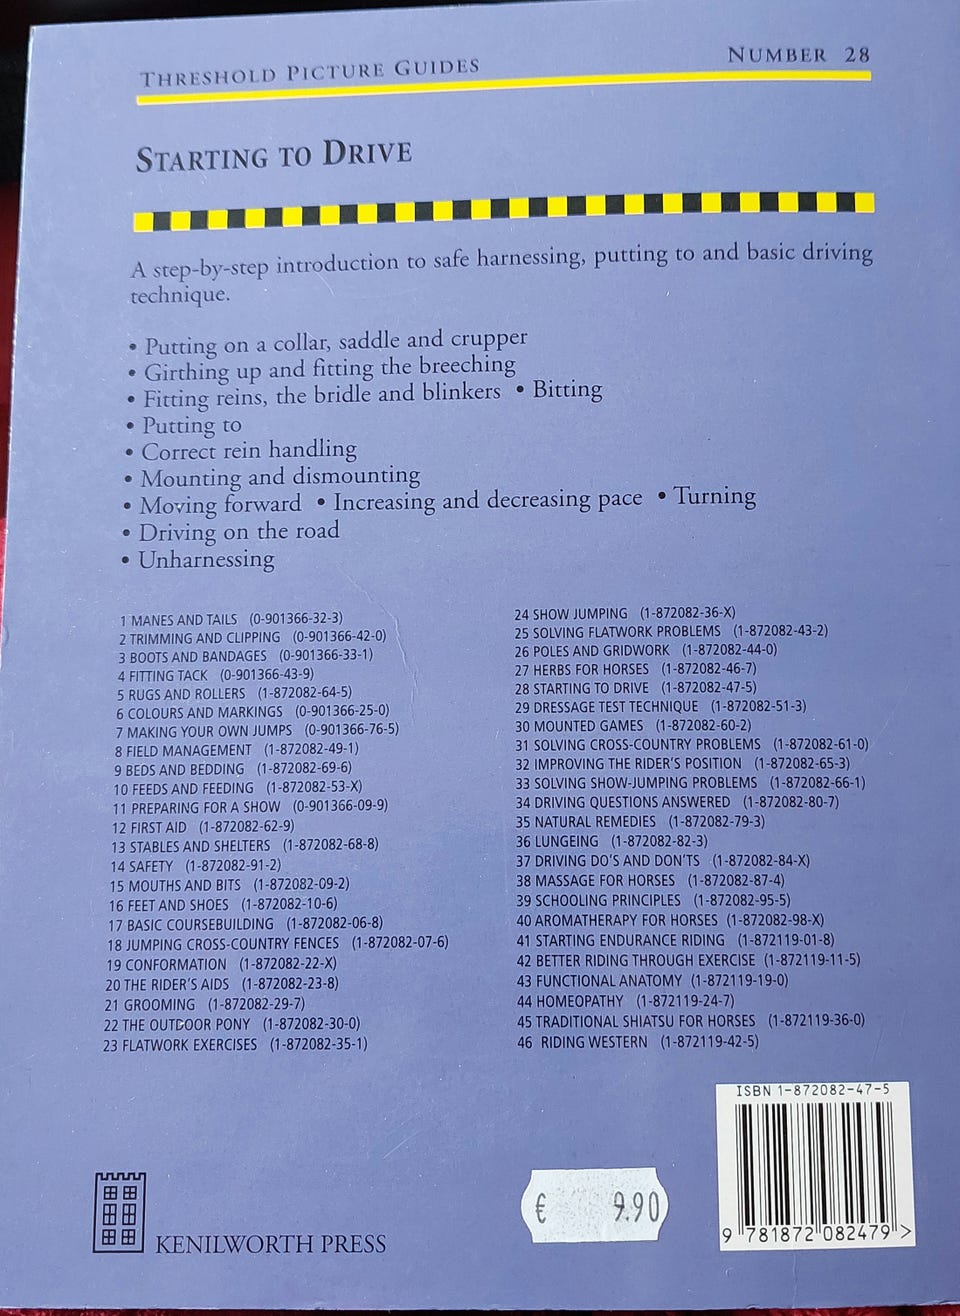 THRESHOLD PICTURE GUIDES NUMBER 28
STARTING TO DRIVE
A step-by-step introduction to safe harnessing, putting to and basic driving
technique.
• Putting on a collar, saddle and crupper
• Girthing up and fitting the breeching
• Fitting reins, the bridle and blinkers • Bitting
• Putting to
• Correct rein handling
• Mounting and dismounting
• Moving forward • Increasing and decreasing pace • Turning
• Driving on the road
• Unharnessing
1 MANES AND TAILS (0-901366-32-3)
2 TRIMMING AND CLIPPING (0-901366-42-0)
3 BOOTS AND BANDAGES (0-901366-33-1)
4 FITTING TACK (0-901366-43-9)
5 RUGS AND ROLLERS (1-872082-64-5)
6 COLOURS AND MARKINGS (0-901366-25-0)
7 MAKING YOUR OWN JUMPS (0-901366-76-5)
8 FIELD MANAGEMENT (1-872082-49-1)
9 BEDS AND BEDDING (1-872082-69-6)
10 FEEDS AND FEEDING (1-872082-53-X)
11 PREPARING FOR A SHOW (0-901366-09-9)
12 FIRST AID (1-872082-62-9)
13 STABLES AND SHELTERS (1-872082-68-8)
14 SAFETY (1-872082-91-2)
15 MOUTHS AND BITS (1-872082-09-2)
16 FEET AND SHOES (1-872082-10-6)
17 BASIC COURSEBUILDING (1-872082-06-8)
18 JUMPING CROSS-COUNTRY FENCES (1-872082-07-6)
19 CONFORMATION (1-872082-22-X)
20 THE RIDER'S AIDS (1-872082-23-8)
21 GROOMING (1-872082-29-7)
22 THE OUTDOOR PONY (1-872082-30-0)
23 FLATWORK EXERCISES (1-872082-35-1)
24 SHOW JUMPING (1-872082-36-X)
25 SOLVING FLATWORK PROBLEMS (1-872082-43-2)
26 POLES AND GRIDWORK (1-872082-44-0)
27 HERBS FOR HORSES (1-872082-46-7)
28 STARTING TO DRIVE (1-872082-47-5)
29 DRESSAGE TEST TECHNIQUE (1-872082-51-3)
30 MOUNTED GAMES (1-872082-60-2)
31 SOLVING CROSS-COUNTRY PROBLEMS (1-872082-61-0)
32 IMPROVING THE RIDER'S POSITION (1-872082-65-3)
33 SOLVING SHOW-JUMPING PROBLEMS (1-872082-66-1)
34 DRIVING QUESTIONS ANSWERED (1-872082-80-7)
35 NATURAL REMEDIES (1-872082-79-3)
36 LUNGEING (1-872082-82-3)
37 DRIVING DO'S AND DON'TS (1-872082-84-X)
38 MASSAGE FOR HORSES (1-872082-87-4)
39 SCHOOLING PRINCIPLES (1-872082-95-5)
40 AROMATHERAPY FOR HORSES (1-872082-98-X)
41 STARTING ENDURANCE RIDING (1-872119-01-8)
42 BETTER RIDING THROUGH EXERCISE (1-872119-11-5)
43 FUNCTIONAL ANATOMY (1-872119-19-0)
44 HOMEOPATHY (1-872119-24-7)
45 TRADITIONAL SHIATSU FOR HORSES (1-872119-36-0)
46 RIDING WESTERN (1-872119-42-5)
ISBN 1-872082-47-5
9 781872 082479 >
€ 9.90
KENILWORTH PRESS